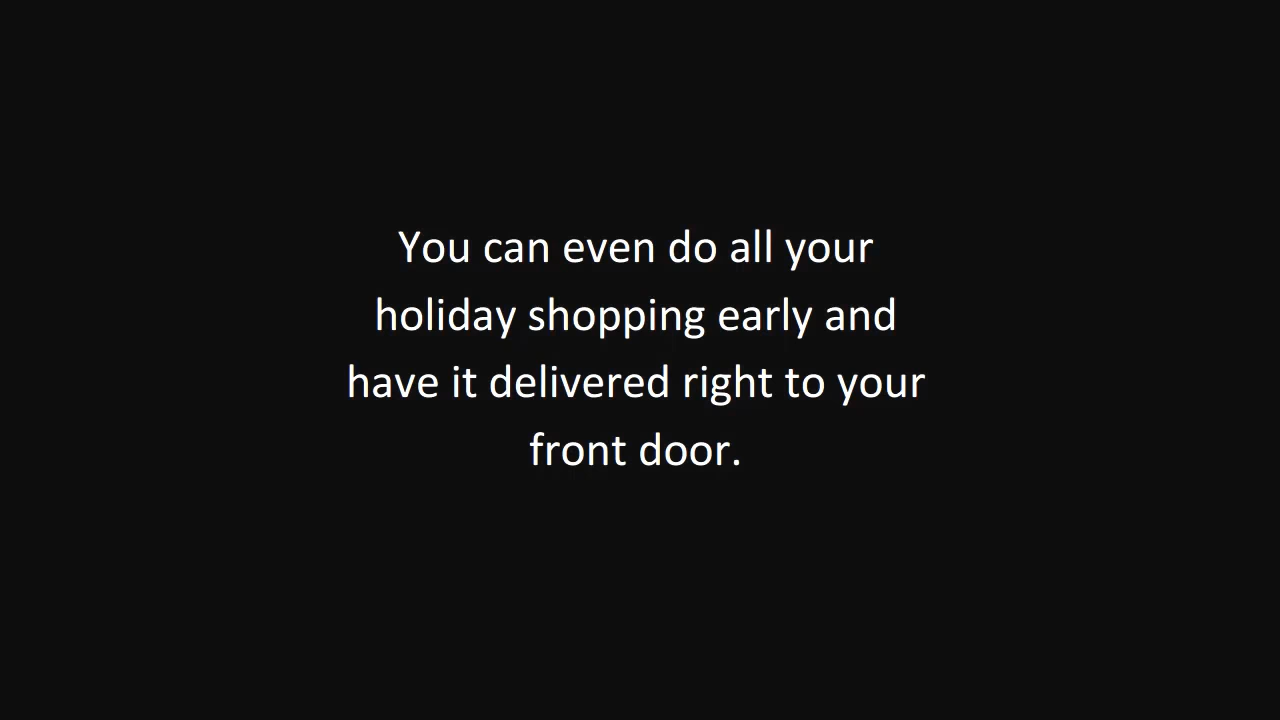 You can even do all your
holiday shopping early and
have it delivered right to your
front door.